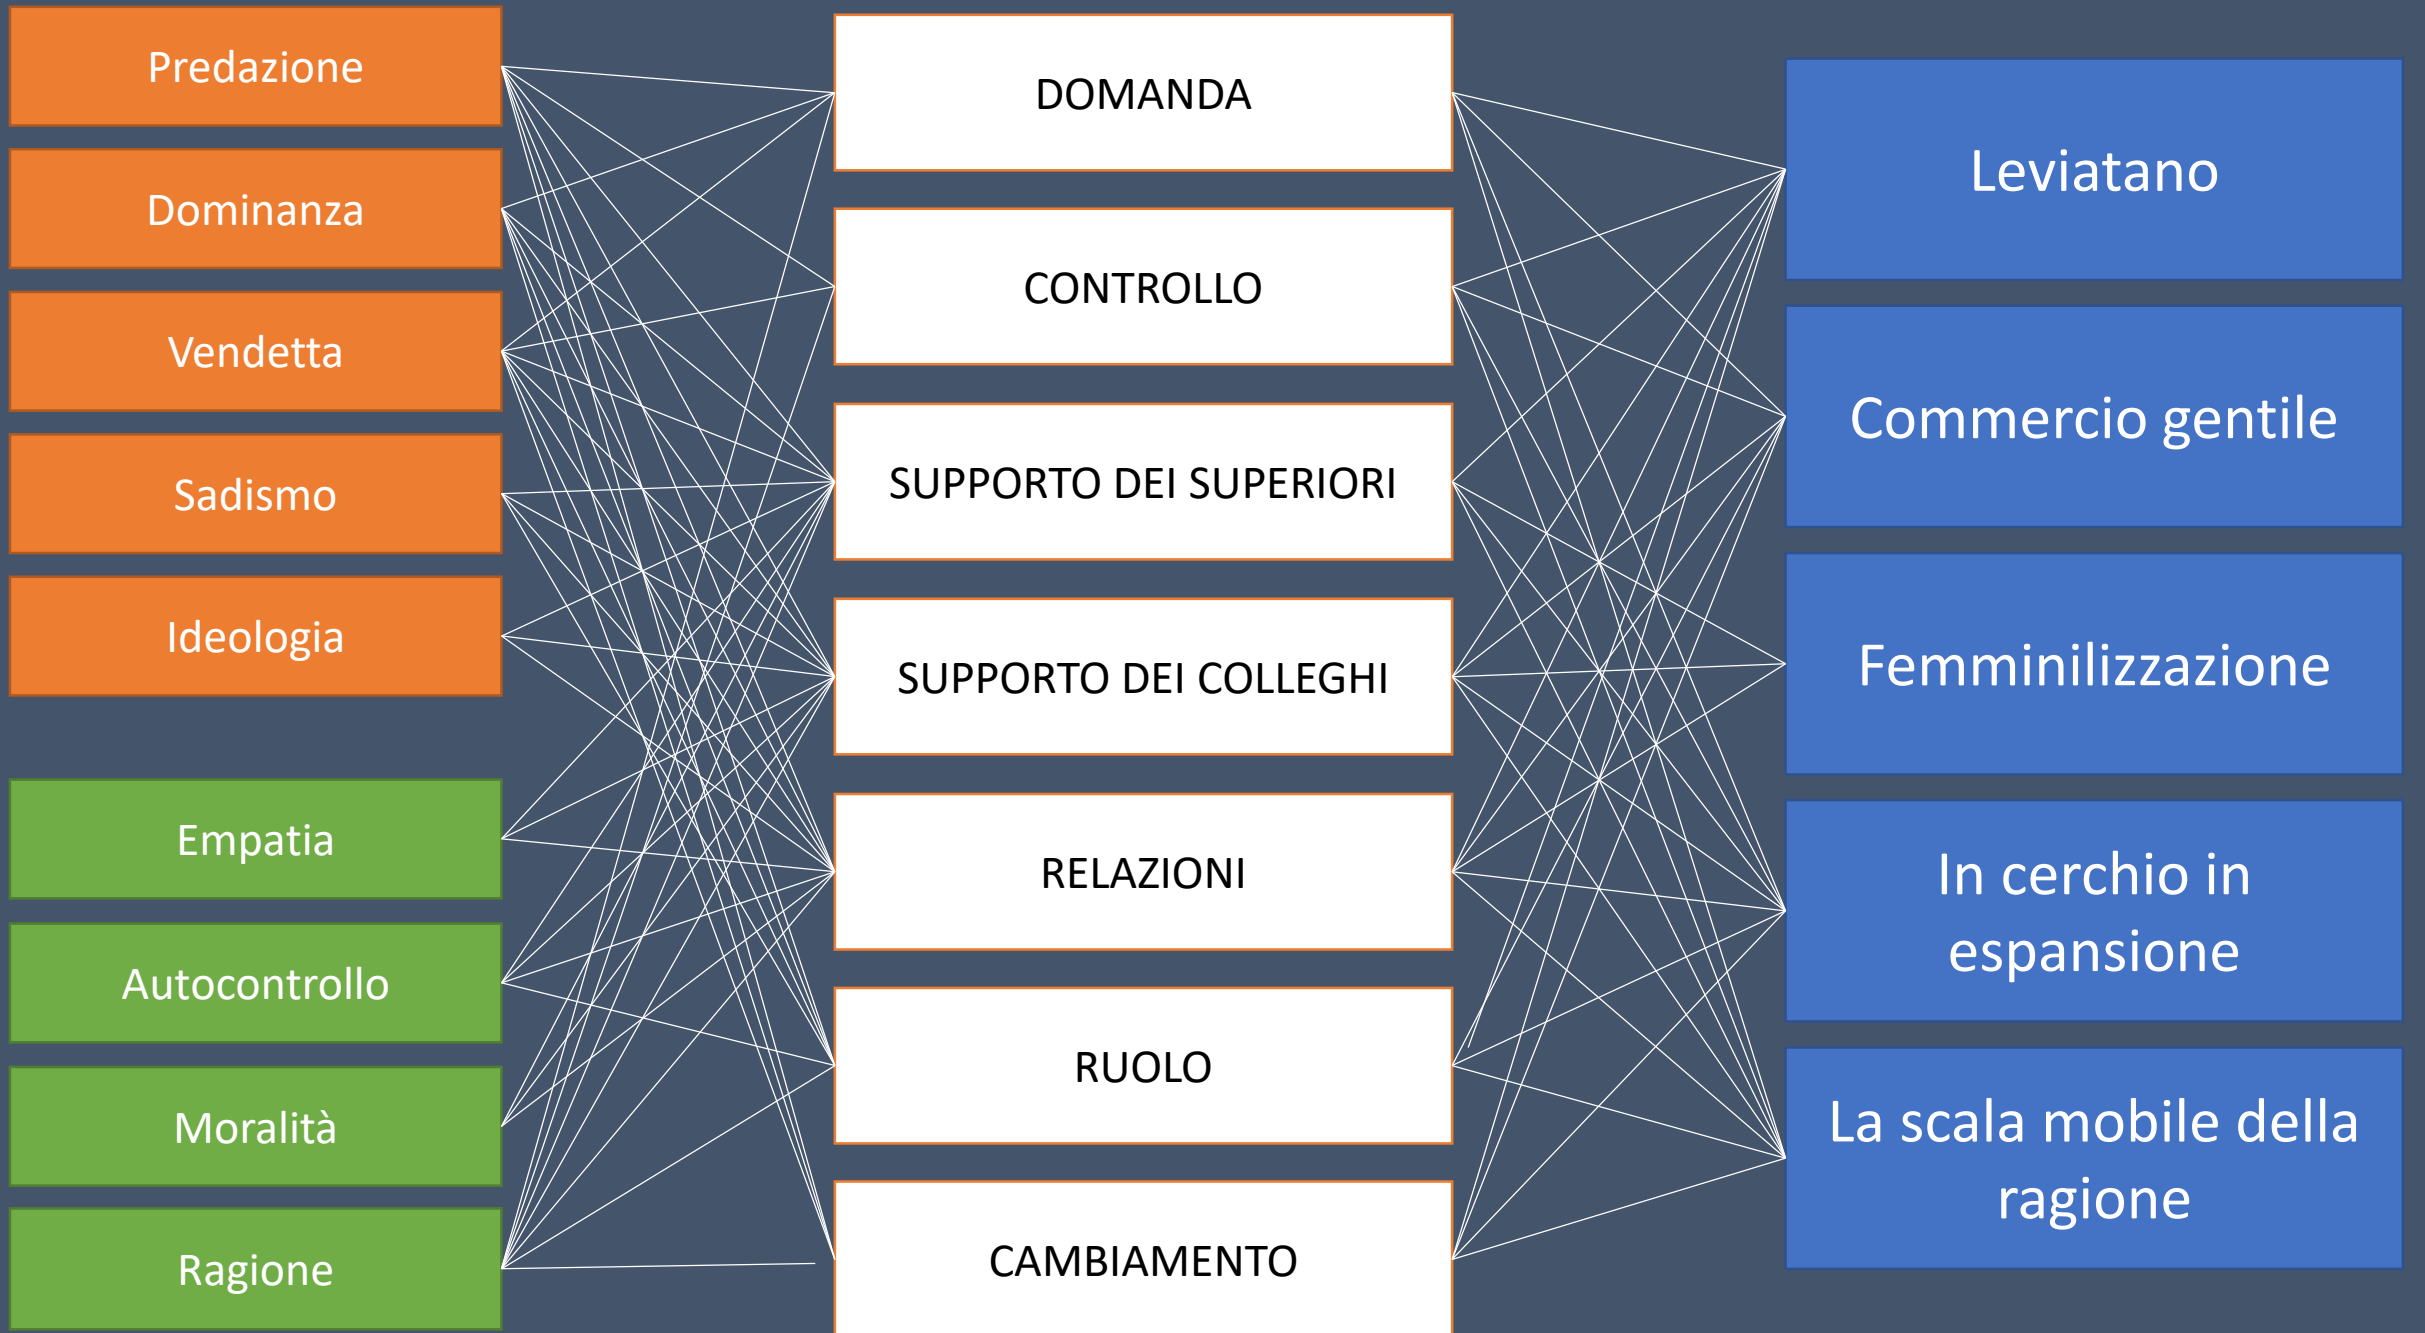 Predazione
Dominanza
Vendetta
Sadismo
Ideologia
Empatia
Autocontrollo
Moralità
Ragione
DOMANDA
CONTROLLO
SUPPORTO DEI SUPERIORI
SUPPORTO DEI COLLEGHI
RELAZIONI
RUOLO
CAMBIAMENTO
Leviatano
Commercio gentile
Femminilizzazione
In cerchio in
espansione
La scala mobile della
ragione